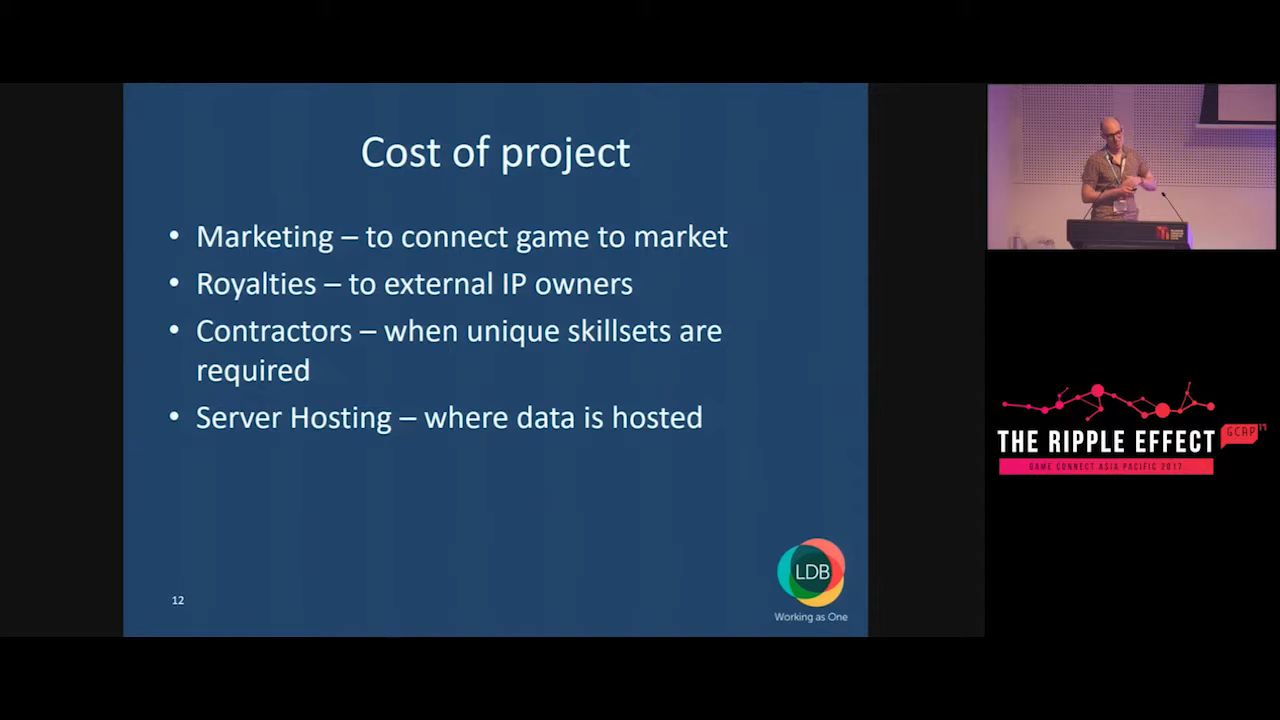 Cost of project
• Marketing – to connect game to market
• Royalties – to external IP owners
• Contractors – when unique skillsets are
required
• Server Hosting – where data is hosted
12
LDB
Working as One
THE RIPPLE EFFECT
GCAP 17
GAME CONNECT ASIA PACIFIC 2017